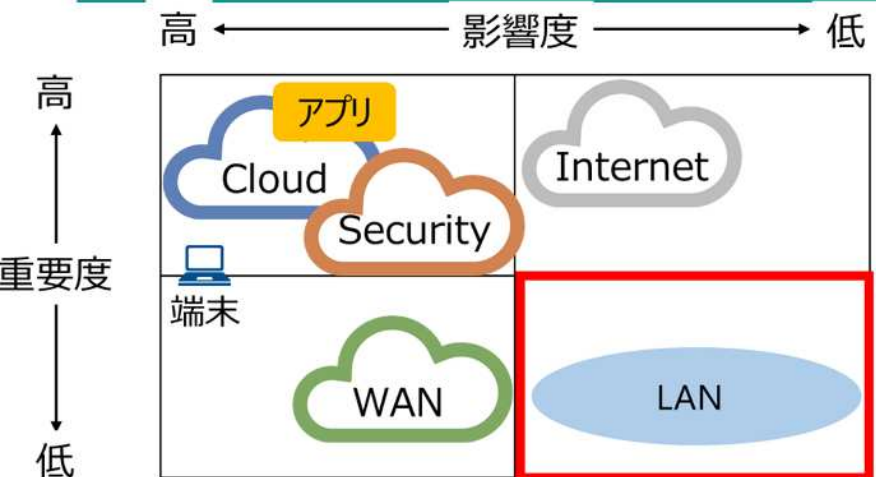 高 影響度 低
高
アプリ
Cloud
Internet
Security
重要度
端末
WAN
LAN
低